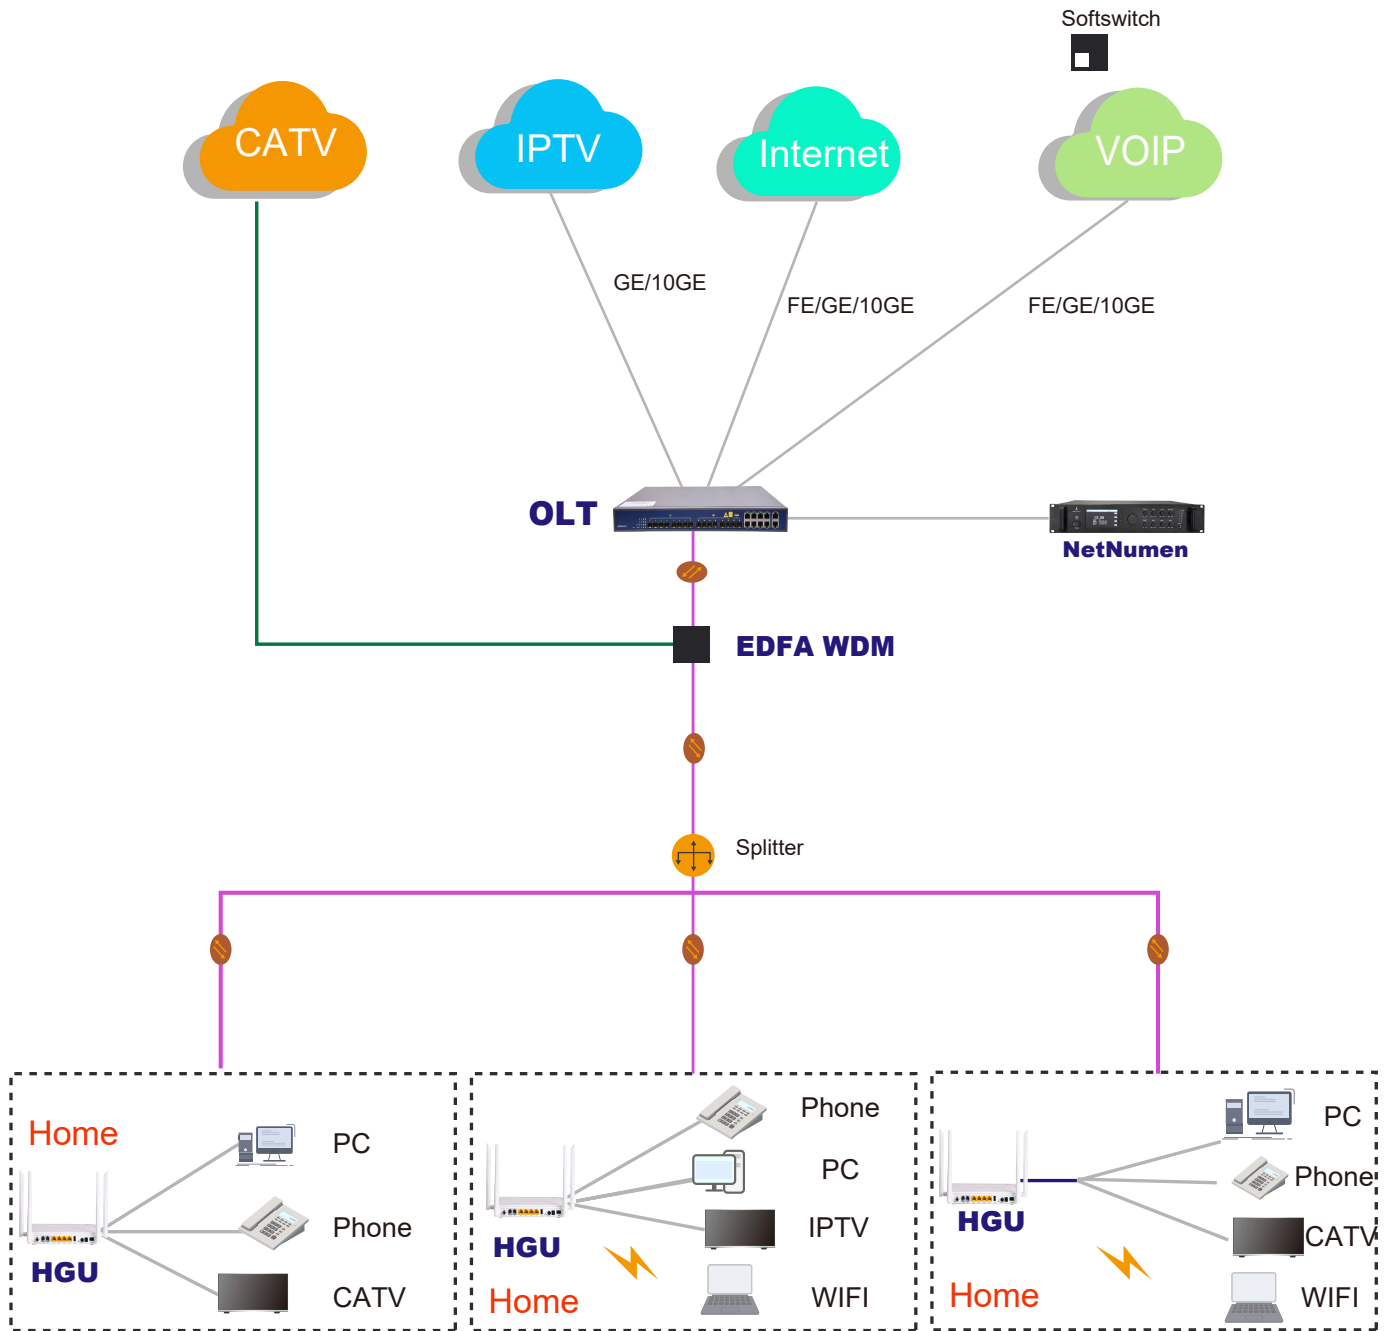 Softswitch
CATV
IPTV
Internet
VOIP
GE/10GE
FE/GE/10GE
FE/GE/10GE
OLT
NetNumen
EDFA WDM
Splitter
Home
PC
Phone
CATV
HGU
Phone
PC
IPTV
WIFI
HGU
Home
PC
Phone
CATV
WIFI
HGU
Home